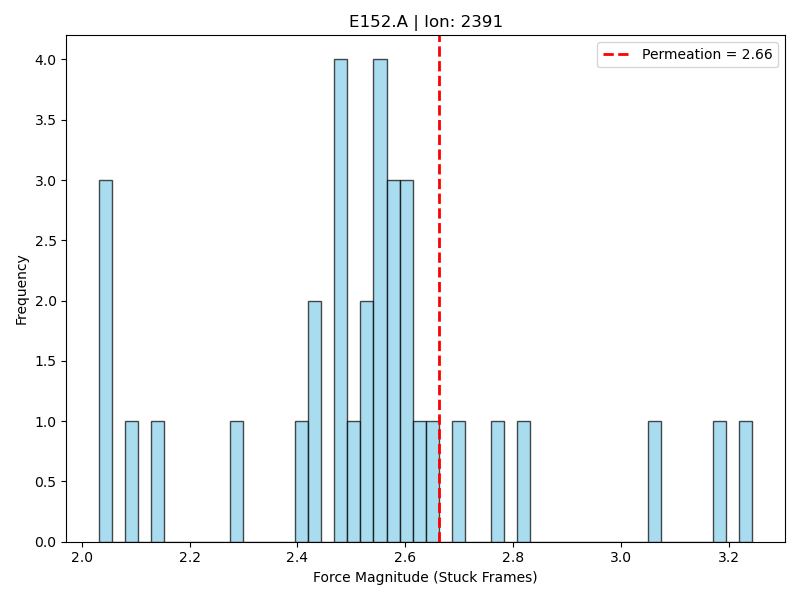 E152.A | Ion: 2391
Permeation = 2.66
Frequency
4.0
3.5
3.0
2.5
2.0
1.5
1.0
0.5
0.0
2.0 2.2 2.4 2.6 2.8 3.0 3.2
Force Magnitude (Stuck Frames)